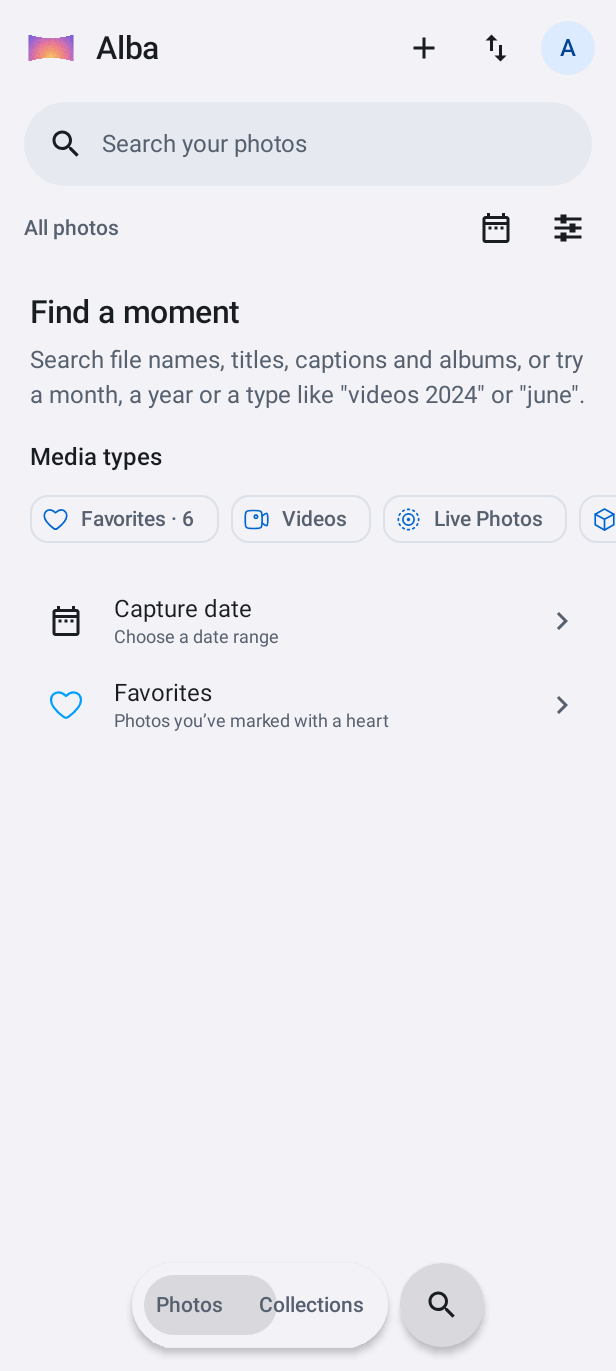 Alba
A
Search your photos
All photos
Find a moment
Search file names, titles, captions and albums, or try
a month, a year or a type like "videos 2024" or "june".
Media types
Favorites · 6
Videos
Live Photos
Capture date
Choose a date range
Favorites
Photos you’ve marked with a heart
Photos
Collections